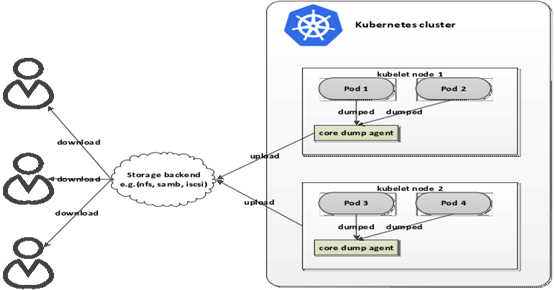 Kubernetes cluster
kubelet node 1
Pod 1
Pod 2
dumped
dumped
core dump agent
download
upload
Storage backend
e.g.(nfs, samb, iscsi)
download
kubelet node 2
upload
Pod 3
Pod 4
download
dumped
dumped
core dump agent